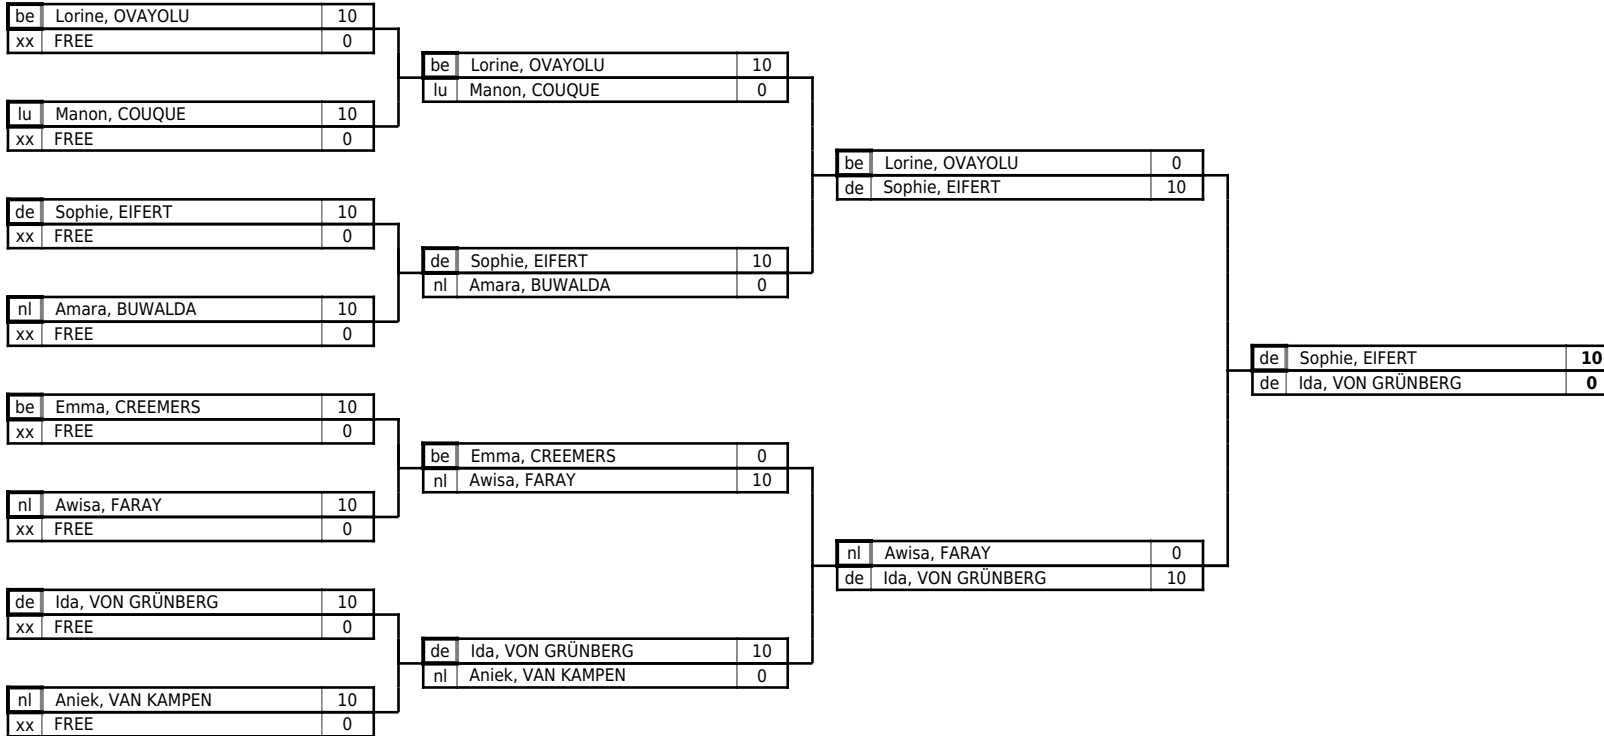 be Lorine, OVAYOLU 10
xx FREE 0
lu Manon, COUQUE 10
xx FREE 0
de Sophie, EIFERT 10
xx FREE 0
nl Amara, BUWALDA 10
xx FREE 0
be Emma, CREEMERS 10
xx FREE 0
nl Awisa, FARAY 10
xx FREE 0
de Ida, VON GRÜNBERG 10
xx FREE 0
nl Aniek, VAN KAMPEN 10
xx FREE 0
be Lorine, OVAYOLU 10
lu Manon, COUQUE 0
de Sophie, EIFERT 10
nl Amara, BUWALDA 0
be Emma, CREEMERS 0
nl Awisa, FARAY 10
de Ida, VON GRÜNBERG 10
nl Aniek, VAN KAMPEN 0
be Lorine, OVAYOLU 0
de Sophie, EIFERT 10
nl Awisa, FARAY 0
de Ida, VON GRÜNBERG 10
de Sophie, EIFERT 10
de Ida, VON GRÜNBERG 0